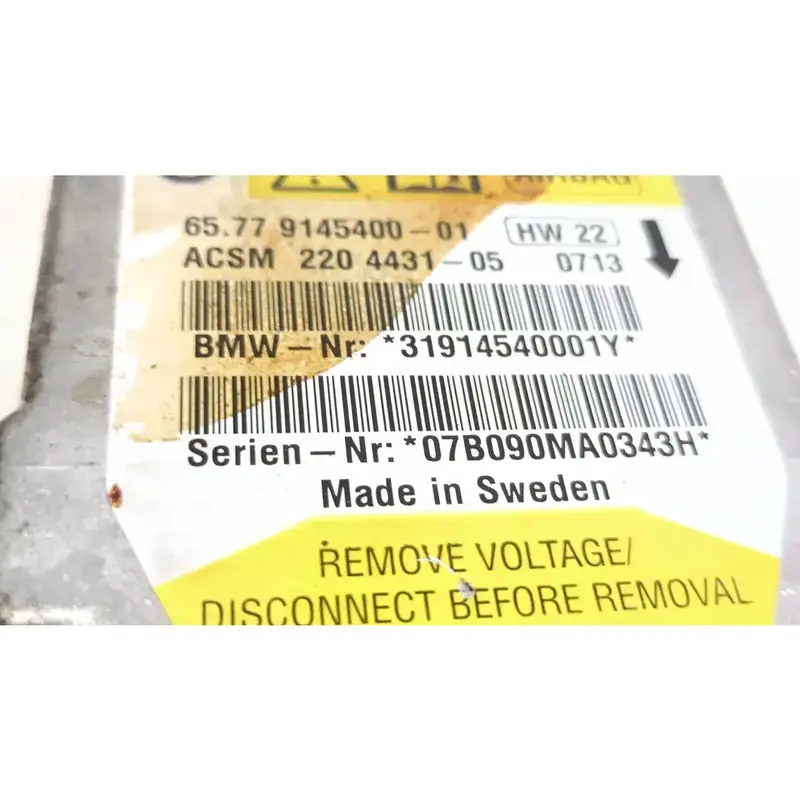 AIRBAG
65.77 9145400-01 HW 22
ACSM 220 4431-05 0713
BMW-Nr: *31914540001Y*
Serien-Nr: *07B090MA0343H*
Made in Sweden
REMOVE VOLTAGE/
DISCONNECT BEFORE REMOVAL